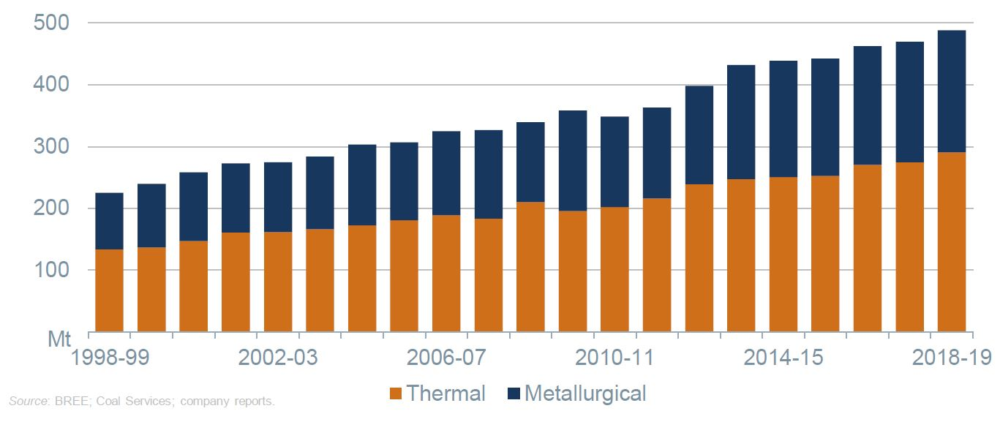 500
400
300
200
100
Mt
1998-99 2002-03 2006-07 2010-11 2014-15 2018-19
Thermal Metallurgical
Source: BREE; Coal Services; company reports.